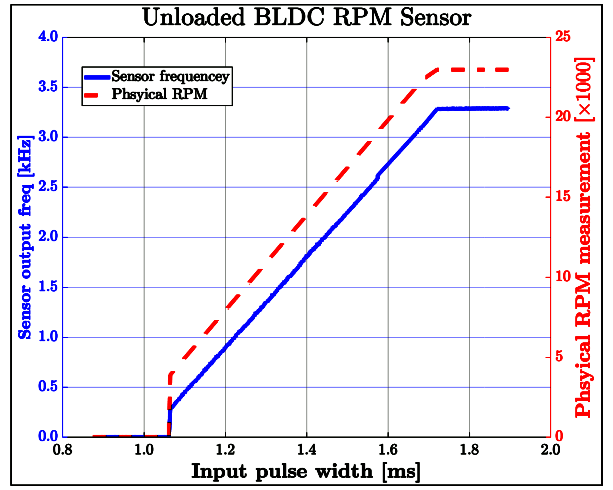 Unloaded BLDC RPM Sensor
Sensor frequencey
Phsyical RPM
Sensor output freq [kHz]
4.0
3.5
3.0
2.5
2.0
1.5
1.0
0.5
0.0
25
20
15
10
5
0
Phsyical RPM measurement [×1000]
0.8 1.0 1.2 1.4 1.6 1.8 2.0
Input pulse width [ms]